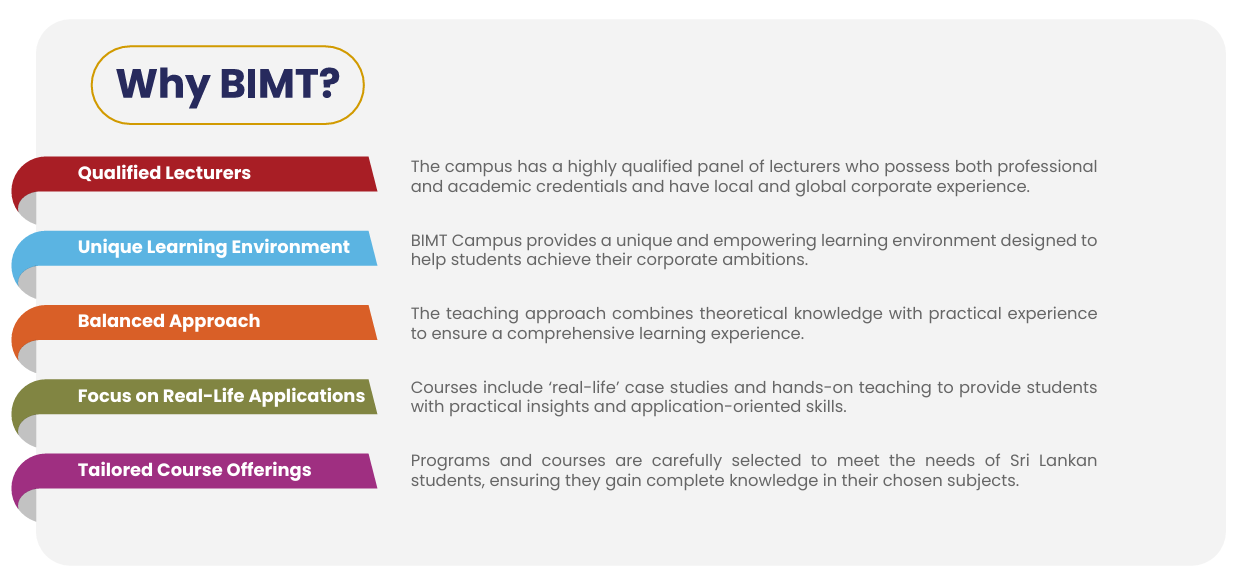 Why BIMT?
Qualified Lecturers
The campus has a highly qualified panel of lecturers who possess both professional
and academic credentials and have local and global corporate experience.
Unique Learning Environment
BIMT Campus provides a unique and empowering learning environment designed to
help students achieve their corporate ambitions.
Balanced Approach
The teaching approach combines theoretical knowledge with practical experience
to ensure a comprehensive learning experience.
Focus on Real-Life Applications
Courses include ‘real-life’ case studies and hands-on teaching to provide students
with practical insights and application-oriented skills.
Tailored Course Offerings
Programs and courses are carefully selected to meet the needs of Sri Lankan
students, ensuring they gain complete knowledge in their chosen subjects.